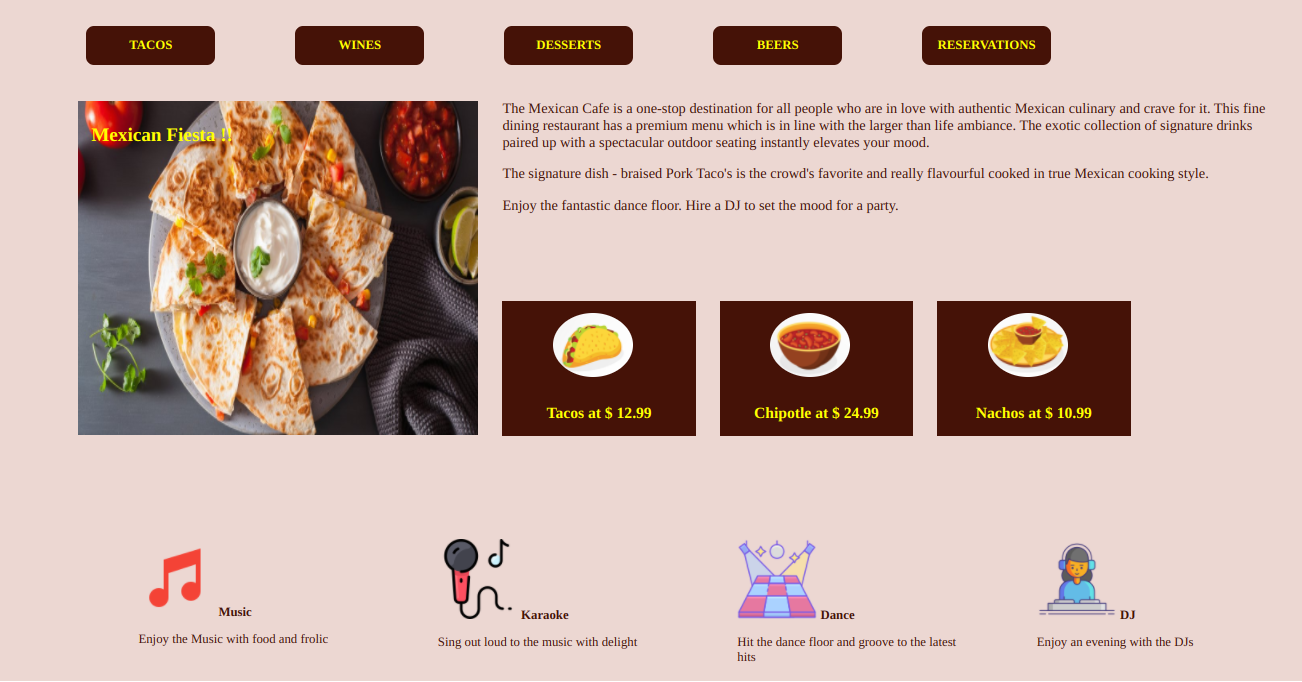 TACOS
WINES
DESSERTS
BEERS
RESERVATIONS
Mexican Fiesta !!
The Mexican Cafe is a one-stop destination for all people who are in love with authentic Mexican culinary and crave for it. This fine
dining restaurant has a premium menu which is in line with the larger than life ambiance. The exotic collection of signature drinks
paired up with a spectacular outdoor seating instantly elevates your mood.
The signature dish - braised Pork Taco's is the crowd's favorite and really flavourful cooked in true Mexican cooking style.
Enjoy the fantastic dance floor. Hire a DJ to set the mood for a party.
Tacos at $ 12.99
Chipotle at $ 24.99
Nachos at $ 10.99
Music
Enjoy the Music with food and frolic
Karaoke
Sing out loud to the music with delight
Dance
Hit the dance floor and groove to the latest
hits
DJ
Enjoy an evening with the DJs